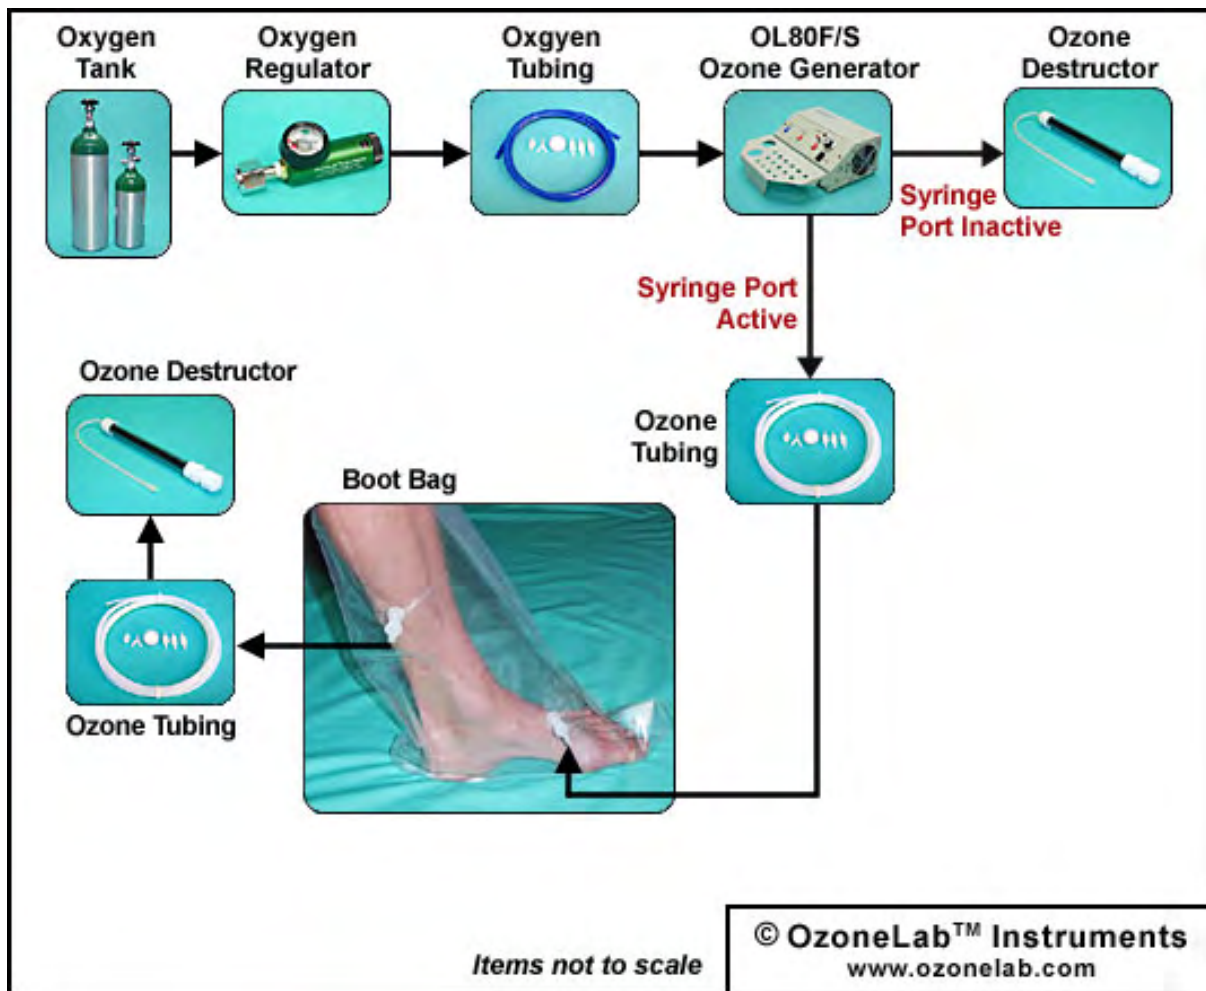 Oxygen
Tank
Oxygen
Regulator
Oxgyen
Tubing
OL80F/S
Ozone Generator
Ozone
Destructor
Syringe
Port Inactive
Syringe Port
Active
Ozone
Tubing
Ozone Destructor
Boot Bag
Ozone Tubing
Items not to scale
© OzoneLab™ Instruments
www.ozonelab.com